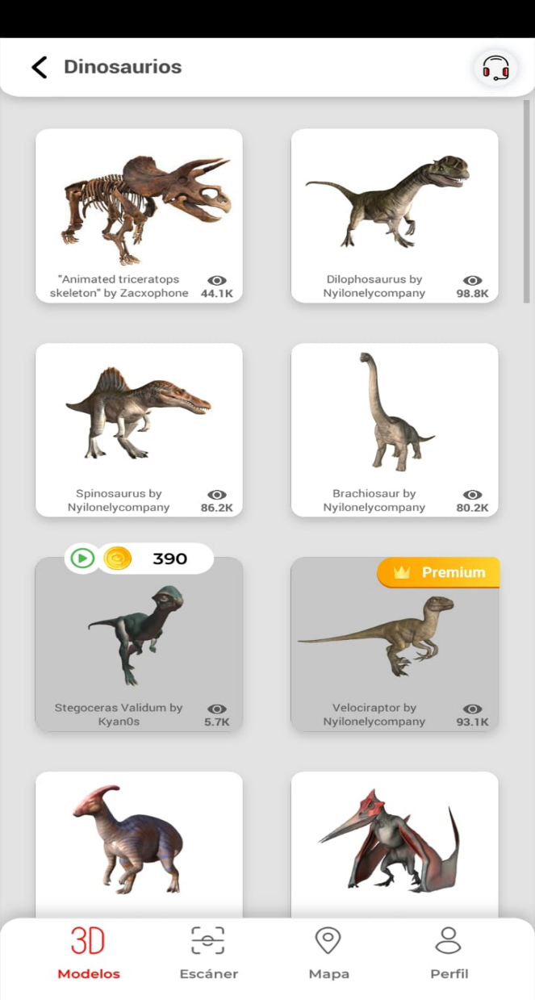 Dinosaurios
"Animated triceratops
skeleton" by Zacxophone
44.1K
Dilophosaurus by
Nyilonelycompany
98.8K
Spinosaurus by
Nyilonelycompany
86.2K
Brachiosaur by
Nyilonelycompany
80.2K
390
Stegoceras Validum by
Kyan0s
5.7K
Premium
Velociraptor by
Nyilonelycompany
93.1K
3D
Modelos
Escáner
Mapa
Perfil